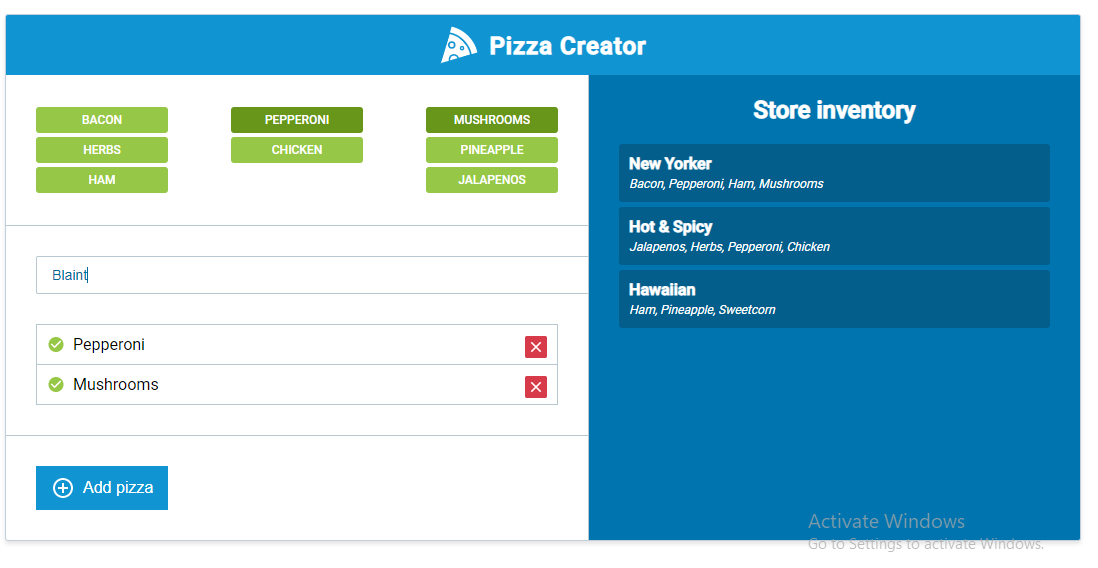 Pizza Creator
BACON
PEPPERONI
MUSHROOMS
HERBS
CHICKEN
PINEAPPLE
HAM
JALAPENOS
Blaint
Pepperoni
Mushrooms
Add pizza
Store inventory
New Yorker
Bacon, Pepperoni, Ham, Mushrooms
Hot & Spicy
Jalapenos, Herbs, Pepperoni, Chicken
Hawaiian
Ham, Pineapple, Sweetcorn
Activate Windows
Go to Settings to activate Windows.